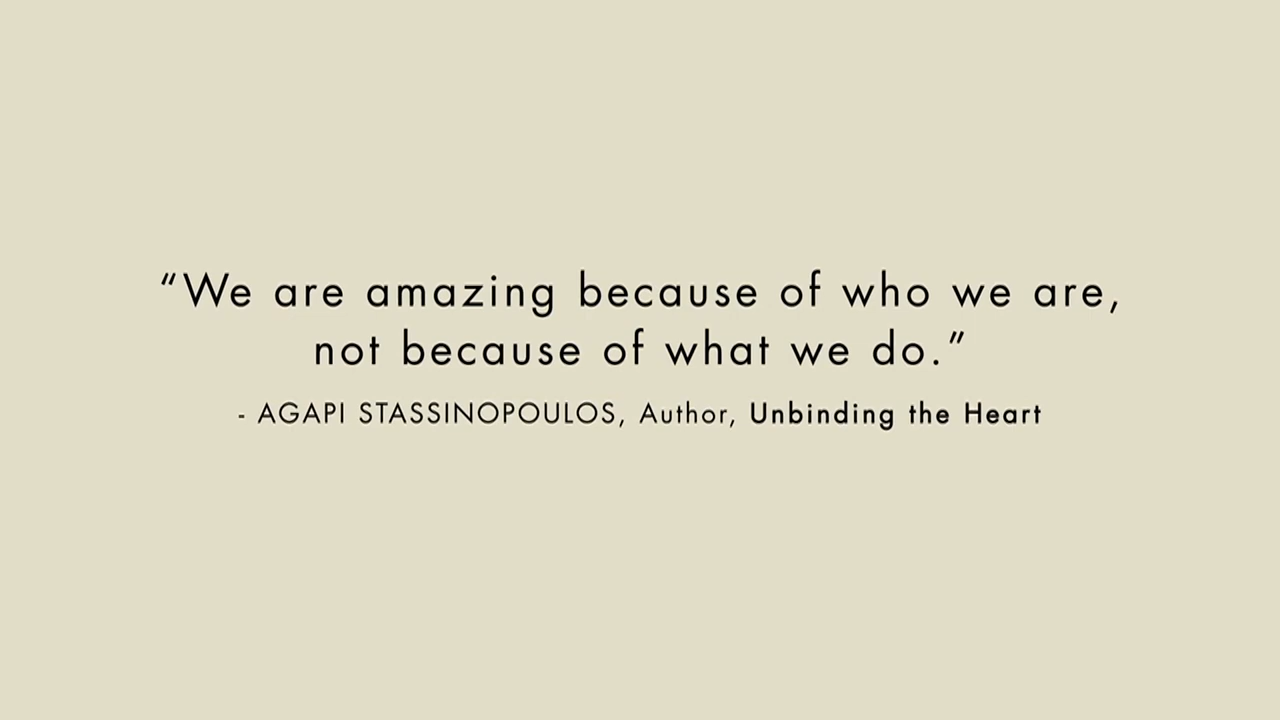 “We are amazing because of who we are,
not because of what we do.”
- AGAPI STASSINOPOULOS, Author, Unbinding the Heart